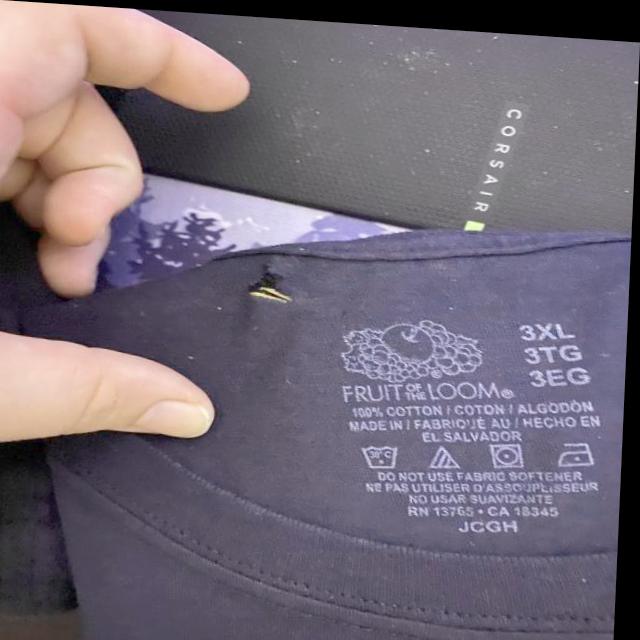 CORSAIR
3XL
3TG
3EG
FRUIT OF THE LOOM®
100% COTTON / COTON / ALGODÓN
MADE IN / FABRIQUÉ AU / HECHO EN
EL SALVADOR
30°C
DO NOT USE FABRIC SOFTENER
NE PAS UTILISER D'ASSOUPLISSEUR
NO USAR SUAVIZANTE
RN 13765 • CA 18345
JCGH